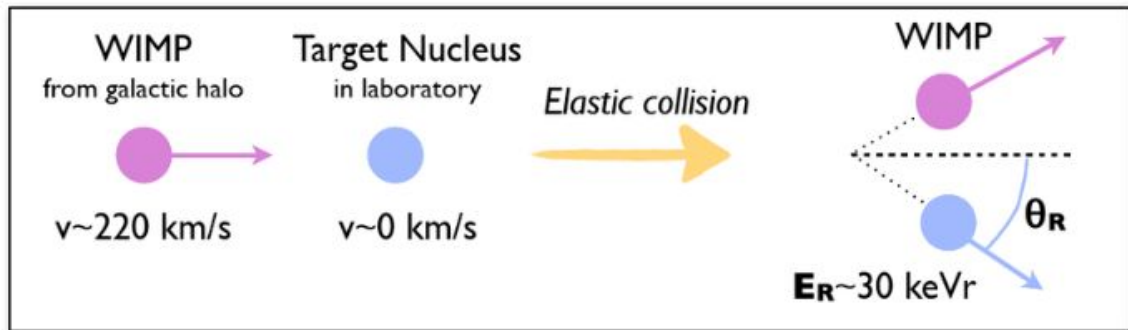 WIMP
from galactic halo
v~220 km/s
Target Nucleus
in laboratory
v~0 km/s
Elastic collision
WIMP
θR
ER~30 keVr